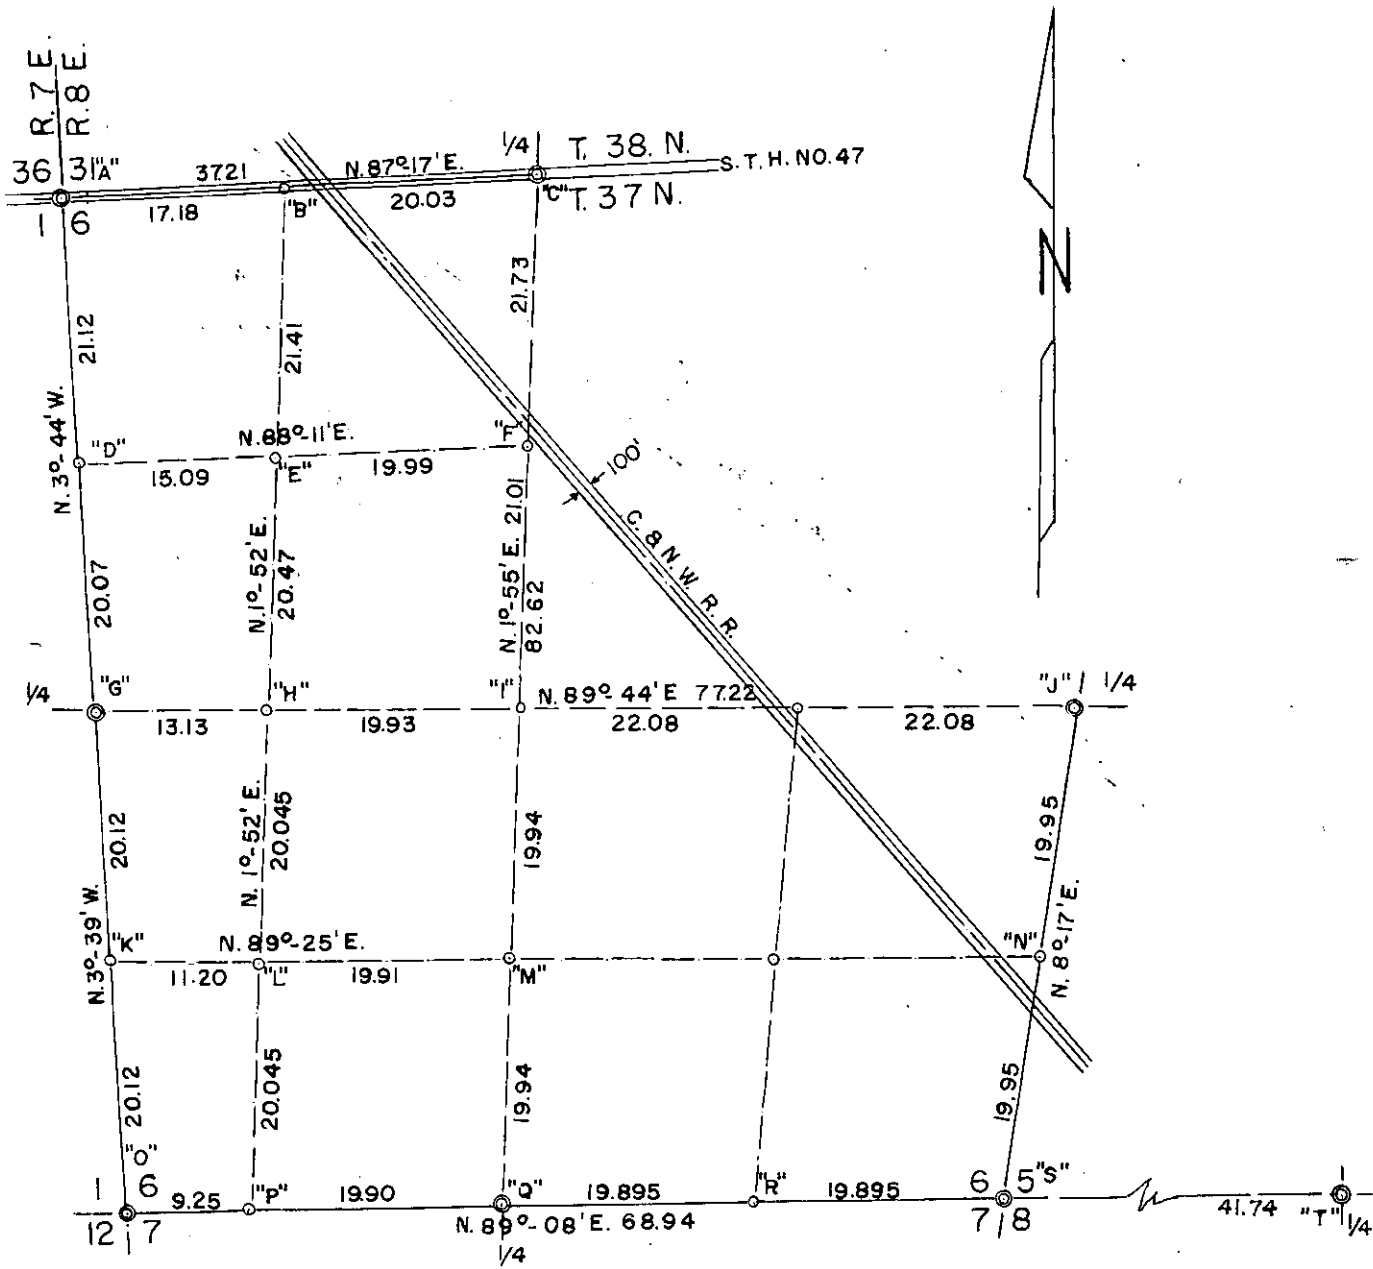 R. 7 E.
R. 8 E.
36 31 "A"
1 6
37.21
N. 87°-17' E.
1/4
T. 38. N.
S. T. H. NO. 47
17.18
"B"
20.03
"C" T. 37 N.
N
21.12
21.41
21.73
N. 3°-44' W.
"D"
N. 88°-11' E.
"F"
15.09
"E"
19.99
100'
C. & N. W. R. R.
20.07
N. 1°-52' E.
20.47
N. 1°-55' E. 21.01
82.62
1/4
"G"
"H"
"I"
N. 89°-44' E 77.22
"J"
1/4
13.13
19.93
22.08
22.08
20.12
N. 1°-52' E.
20.045
19.94
19.95
N. 3°-39' W.
"K"
N. 89°-25' E.
"N"
N. 8°-17' E.
11.20
"L"
19.91
"M"
20.12
20.045
19.94
19.95
"O"
1 6
9.25
"P"
19.90
"Q"
19.895
"R"
19.895
6 5 "S"
12 7
N. 89°-08' E. 68.94
7 8
41.74
"T" 1/4
1/4